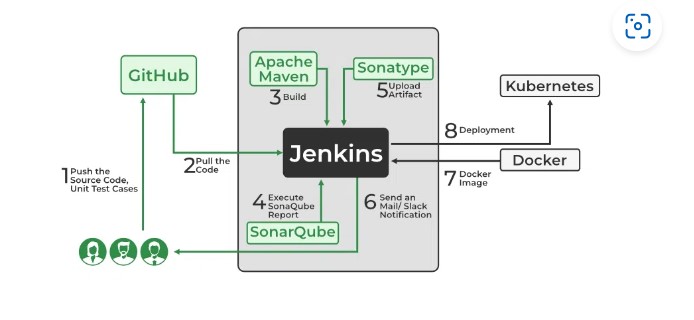 GitHub
Apache
Maven
3 Build
Sonatype
5 Upload
Artifact
Kubernetes
8 Deployment
Jenkins
Docker
7 Docker
Image
1 Push the
Source Code,
Unit Test Cases
2 Pull the
Code
4 Execute
SonaQube
Report
SonarQube
6 Send an
Mail/ Slack
Notification